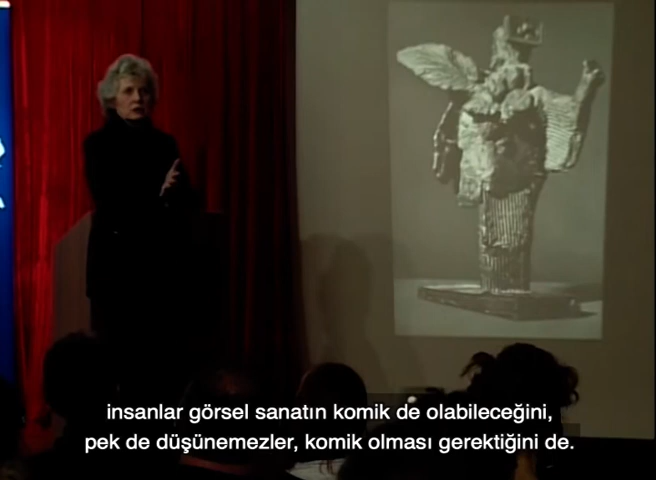 insanlar görsel sanatın komik de olabileceğini,
pek de düşünemezler, komik olması gerektiğini de.